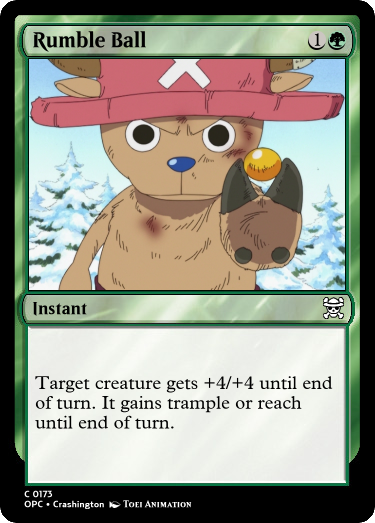 Rumble Ball 1
Instant
Target creature gets +4/+4 until end
of turn. It gains trample or reach
until end of turn.
C 0173
OPC • Crashington TOEI ANIMATION